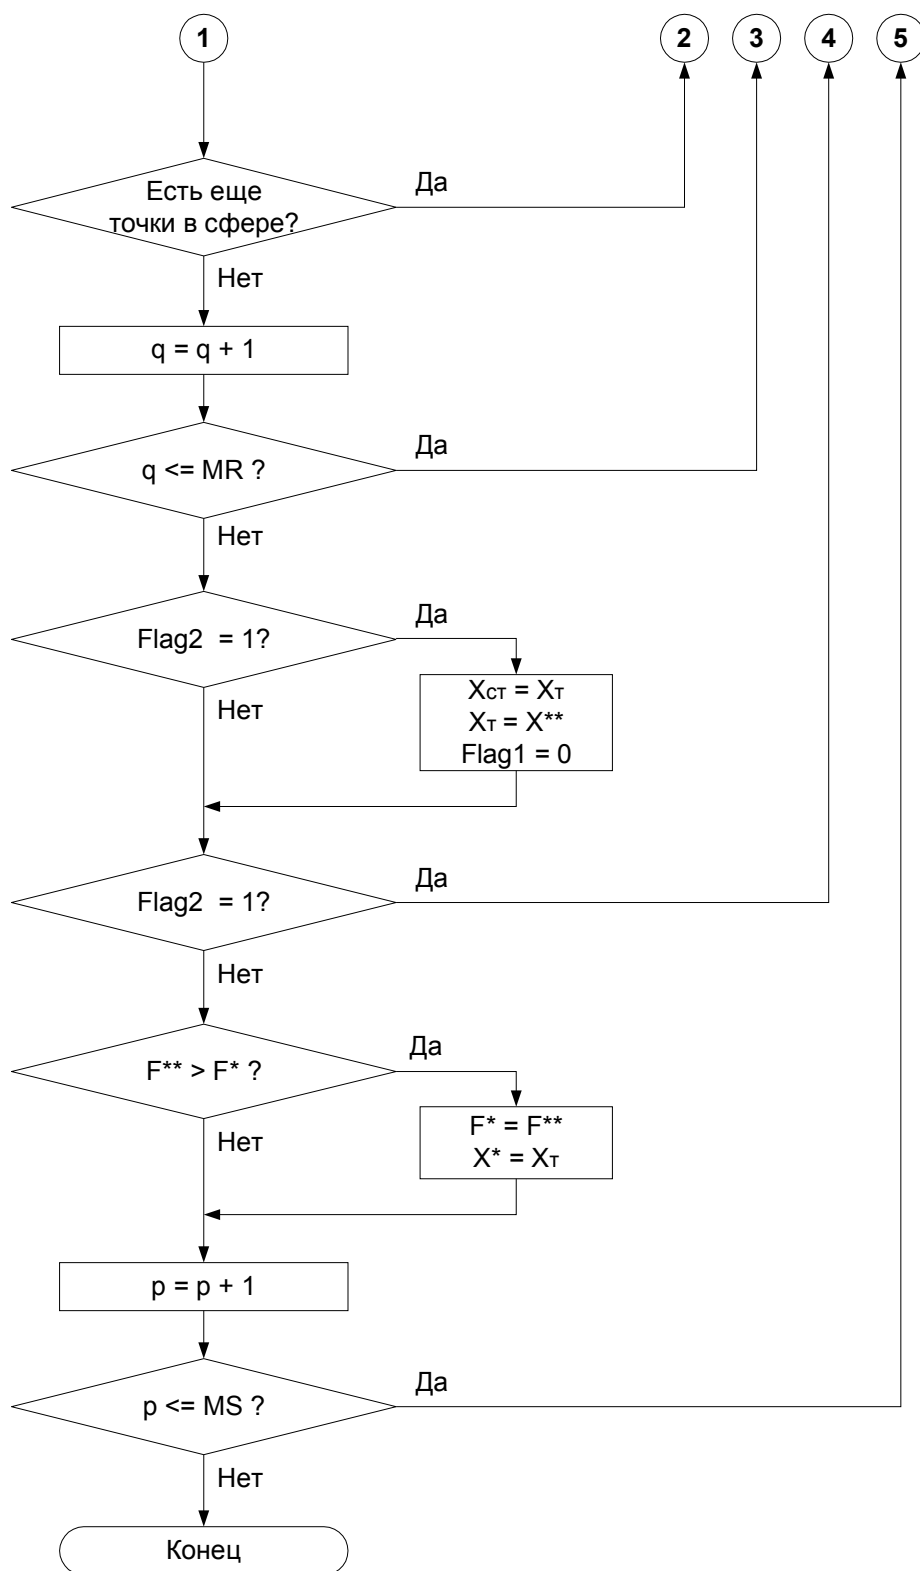 1
2
3
4
5
Есть еще
точки в сфере?
Да
Нет
q = q + 1
q <= MR ?
Да
Нет
Flag2 = 1?
Да
Нет
Xст = Xт
Xт = X**
Flag1 = 0
Flag2 = 1?
Да
Нет
F** > F* ?
Да
Нет
F* = F**
X* = Xт
p = p + 1
p <= MS ?
Да
Нет
Конец